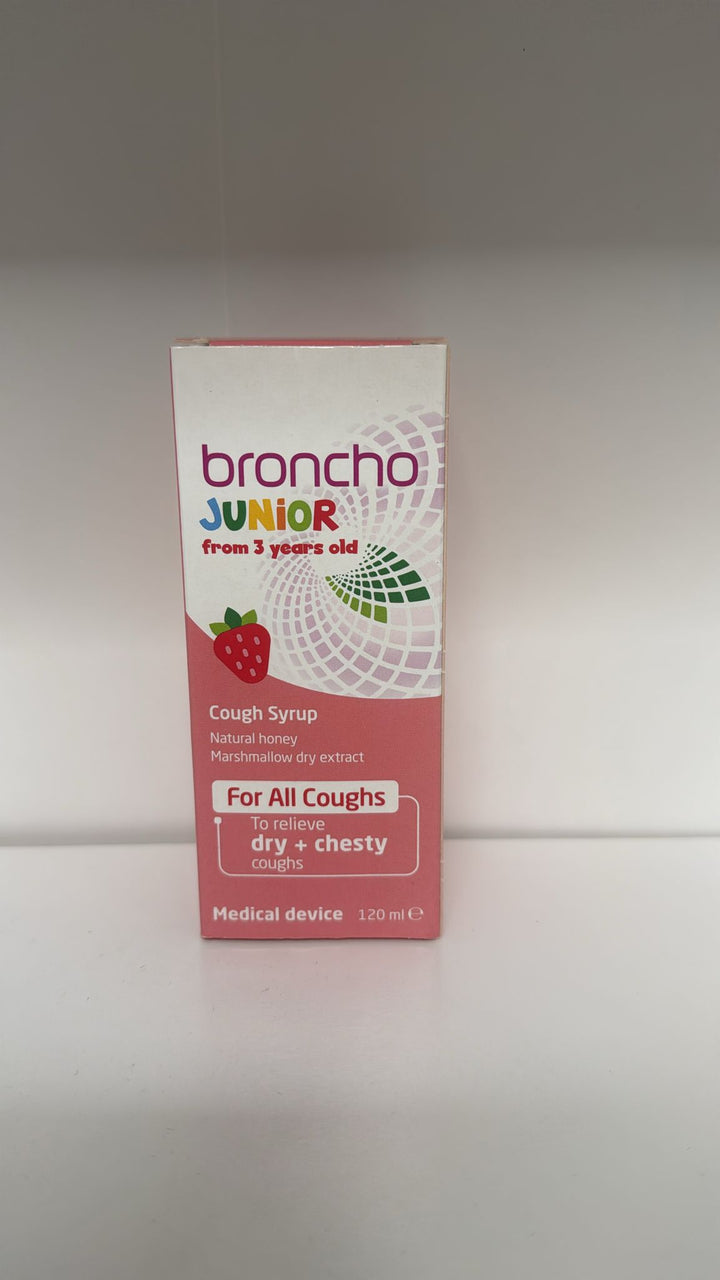 broncho
JUNiOR
from 3 years old
Cough Syrup
Natural honey
Marshmallow dry extract
For All Coughs
To relieve
dry + chesty
coughs
Medical device 120 ml ℮